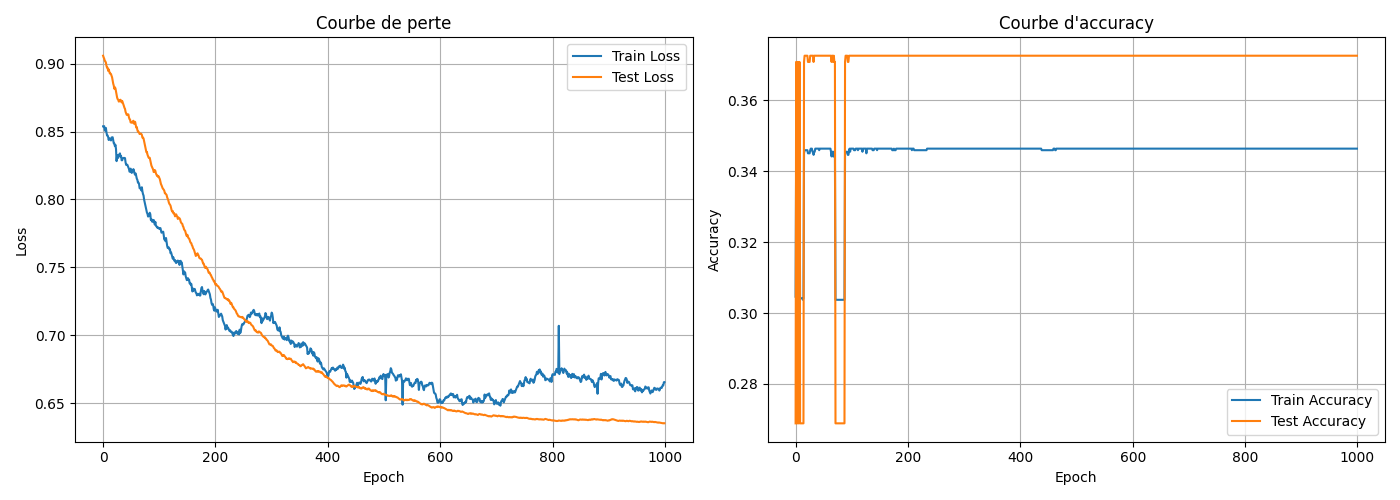 Courbe de perte
Train Loss
Test Loss
0.90
0.85
0.80
0.75
0.70
0.65
Loss
0
200
400
600
800
1000
Epoch
Courbe d'accuracy
0.36
0.34
0.32
0.30
0.28
Accuracy
Train Accuracy
Test Accuracy
0
200
400
600
800
1000
Epoch